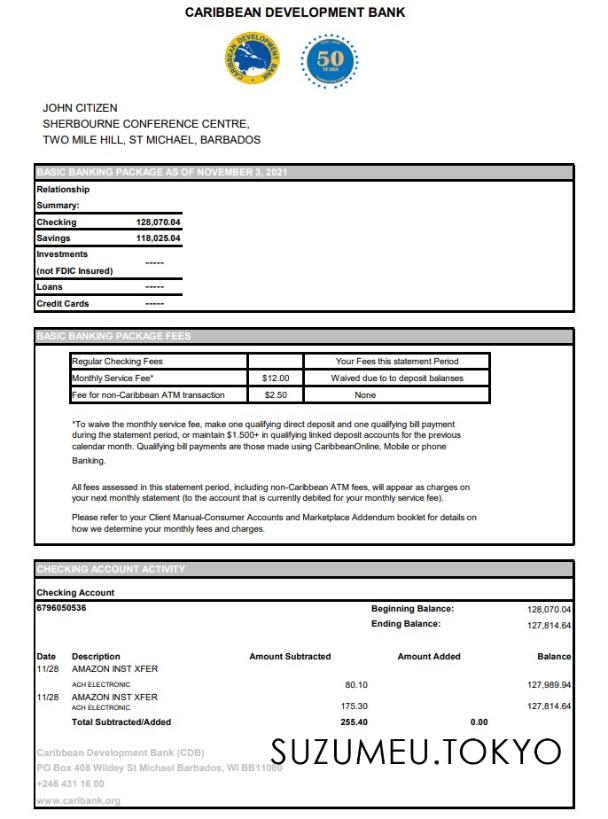 CARIBBEAN DEVELOPMENT BANK
CARIBBEAN DEVELOPMENT BANK
50
YEARS
JOHN CITIZEN
SHERBOURNE CONFERENCE CENTRE,
TWO MILE HILL, ST MICHAEL, BARBADOS
BASIC BANKING PACKAGE AS OF NOVEMBER 3, 2021
Relationship
Summary:
Checking 128,070.04
Savings 118,025.04
Investments
(not FDIC Insured) -----
Loans -----
Credit Cards -----
BASIC BANKING PACKAGE FEES
Regular Checking Fees Your Fees this statement Period
Monthly Service Fee* $12.00 Waived due to to deposit balanses
Fee for non-Caribbean ATM transaction $2.50 None
*To waive the monthly service fee, make one qualifying direct deposit and one qualifying bill payment
during the statement period, or maintain $1.500+ in qualifying linked deposit accounts for the previous
calendar month. Qualifying bill payments are those made using CaribbeanOnline, Mobile or phone
Banking.
All fees assessed in this statement period, including non-Caribbean ATM fees, will appear as charges on
your next monthly statement (to the account that is currently debited for your monthly service fee).
Please refer to your Client Manual-Consumer Accounts and Marketplace Addendum booklet for details on
how we determine your monthly fees and charges.
CHECKING ACCOUNT ACTIVITY
Checking Account
6796050536 Beginning Balance: 128,070.04
Ending Balance: 127,814.64
Date Description Amount Subtracted Amount Added Balance
11/28 AMAZON INST XFER
ACH ELECTRONIC 80.10 127,989.94
11/28 AMAZON INST XFER
ACH ELECTRONIC 175.30 127,814.64
Total Subtracted/Added 255.40 0.00
Caribbean Development Bank (CDB)
SUZUMEU.TOKYO
PO Box 408 Wildey St Michael Barbados, WI BB11000
+246 431 16 00
www.caribank.org